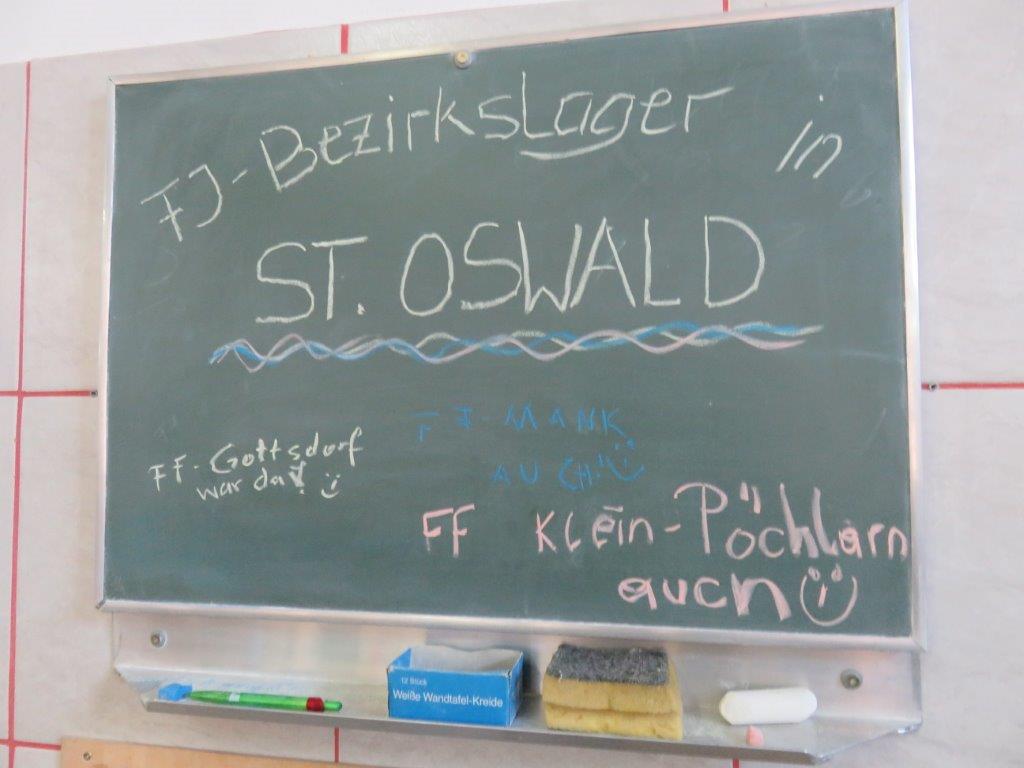 FJ-Bezirkslager in
ST. OSWALD
FF-Gottsdorf
war da!
FJ-MANK
AUCH!
FF Klein-Pöchlarn
auch
12 Stück
Weiße Wandtafel-Kreide